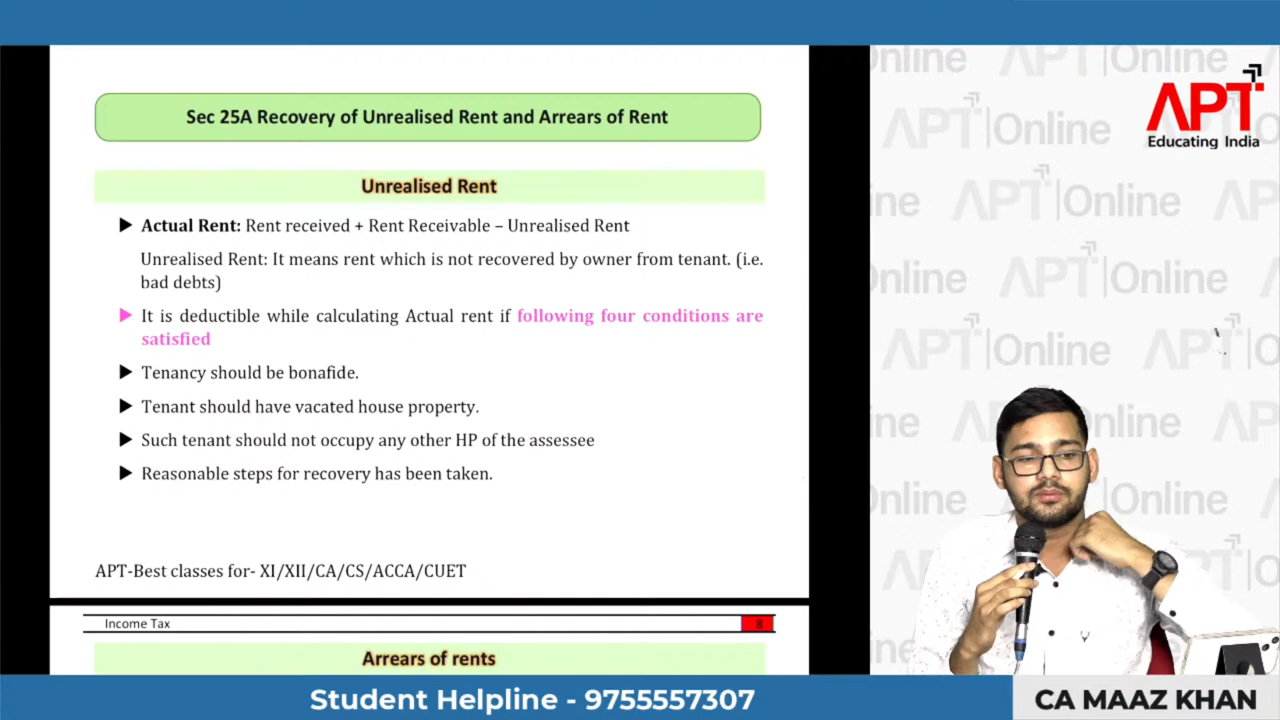 Sec 25A Recovery of Unrealised Rent and Arrears of Rent
Unrealised Rent
Actual Rent: Rent received + Rent Receivable – Unrealised Rent
Unrealised Rent: It means rent which is not recovered by owner from tenant. (i.e.
bad debts)
It is deductible while calculating Actual rent if following four conditions are
satisfied
Tenancy should be bonafide.
Tenant should have vacated house property.
Such tenant should not occupy any other HP of the assessee
Reasonable steps for recovery has been taken.
APT-Best classes for- XI/XII/CA/CS/ACCA/CUET
Income Tax
8
Arrears of rents
APT
Educating India
APT|Online
Student Helpline - 9755557307
CA MAAZ KHAN